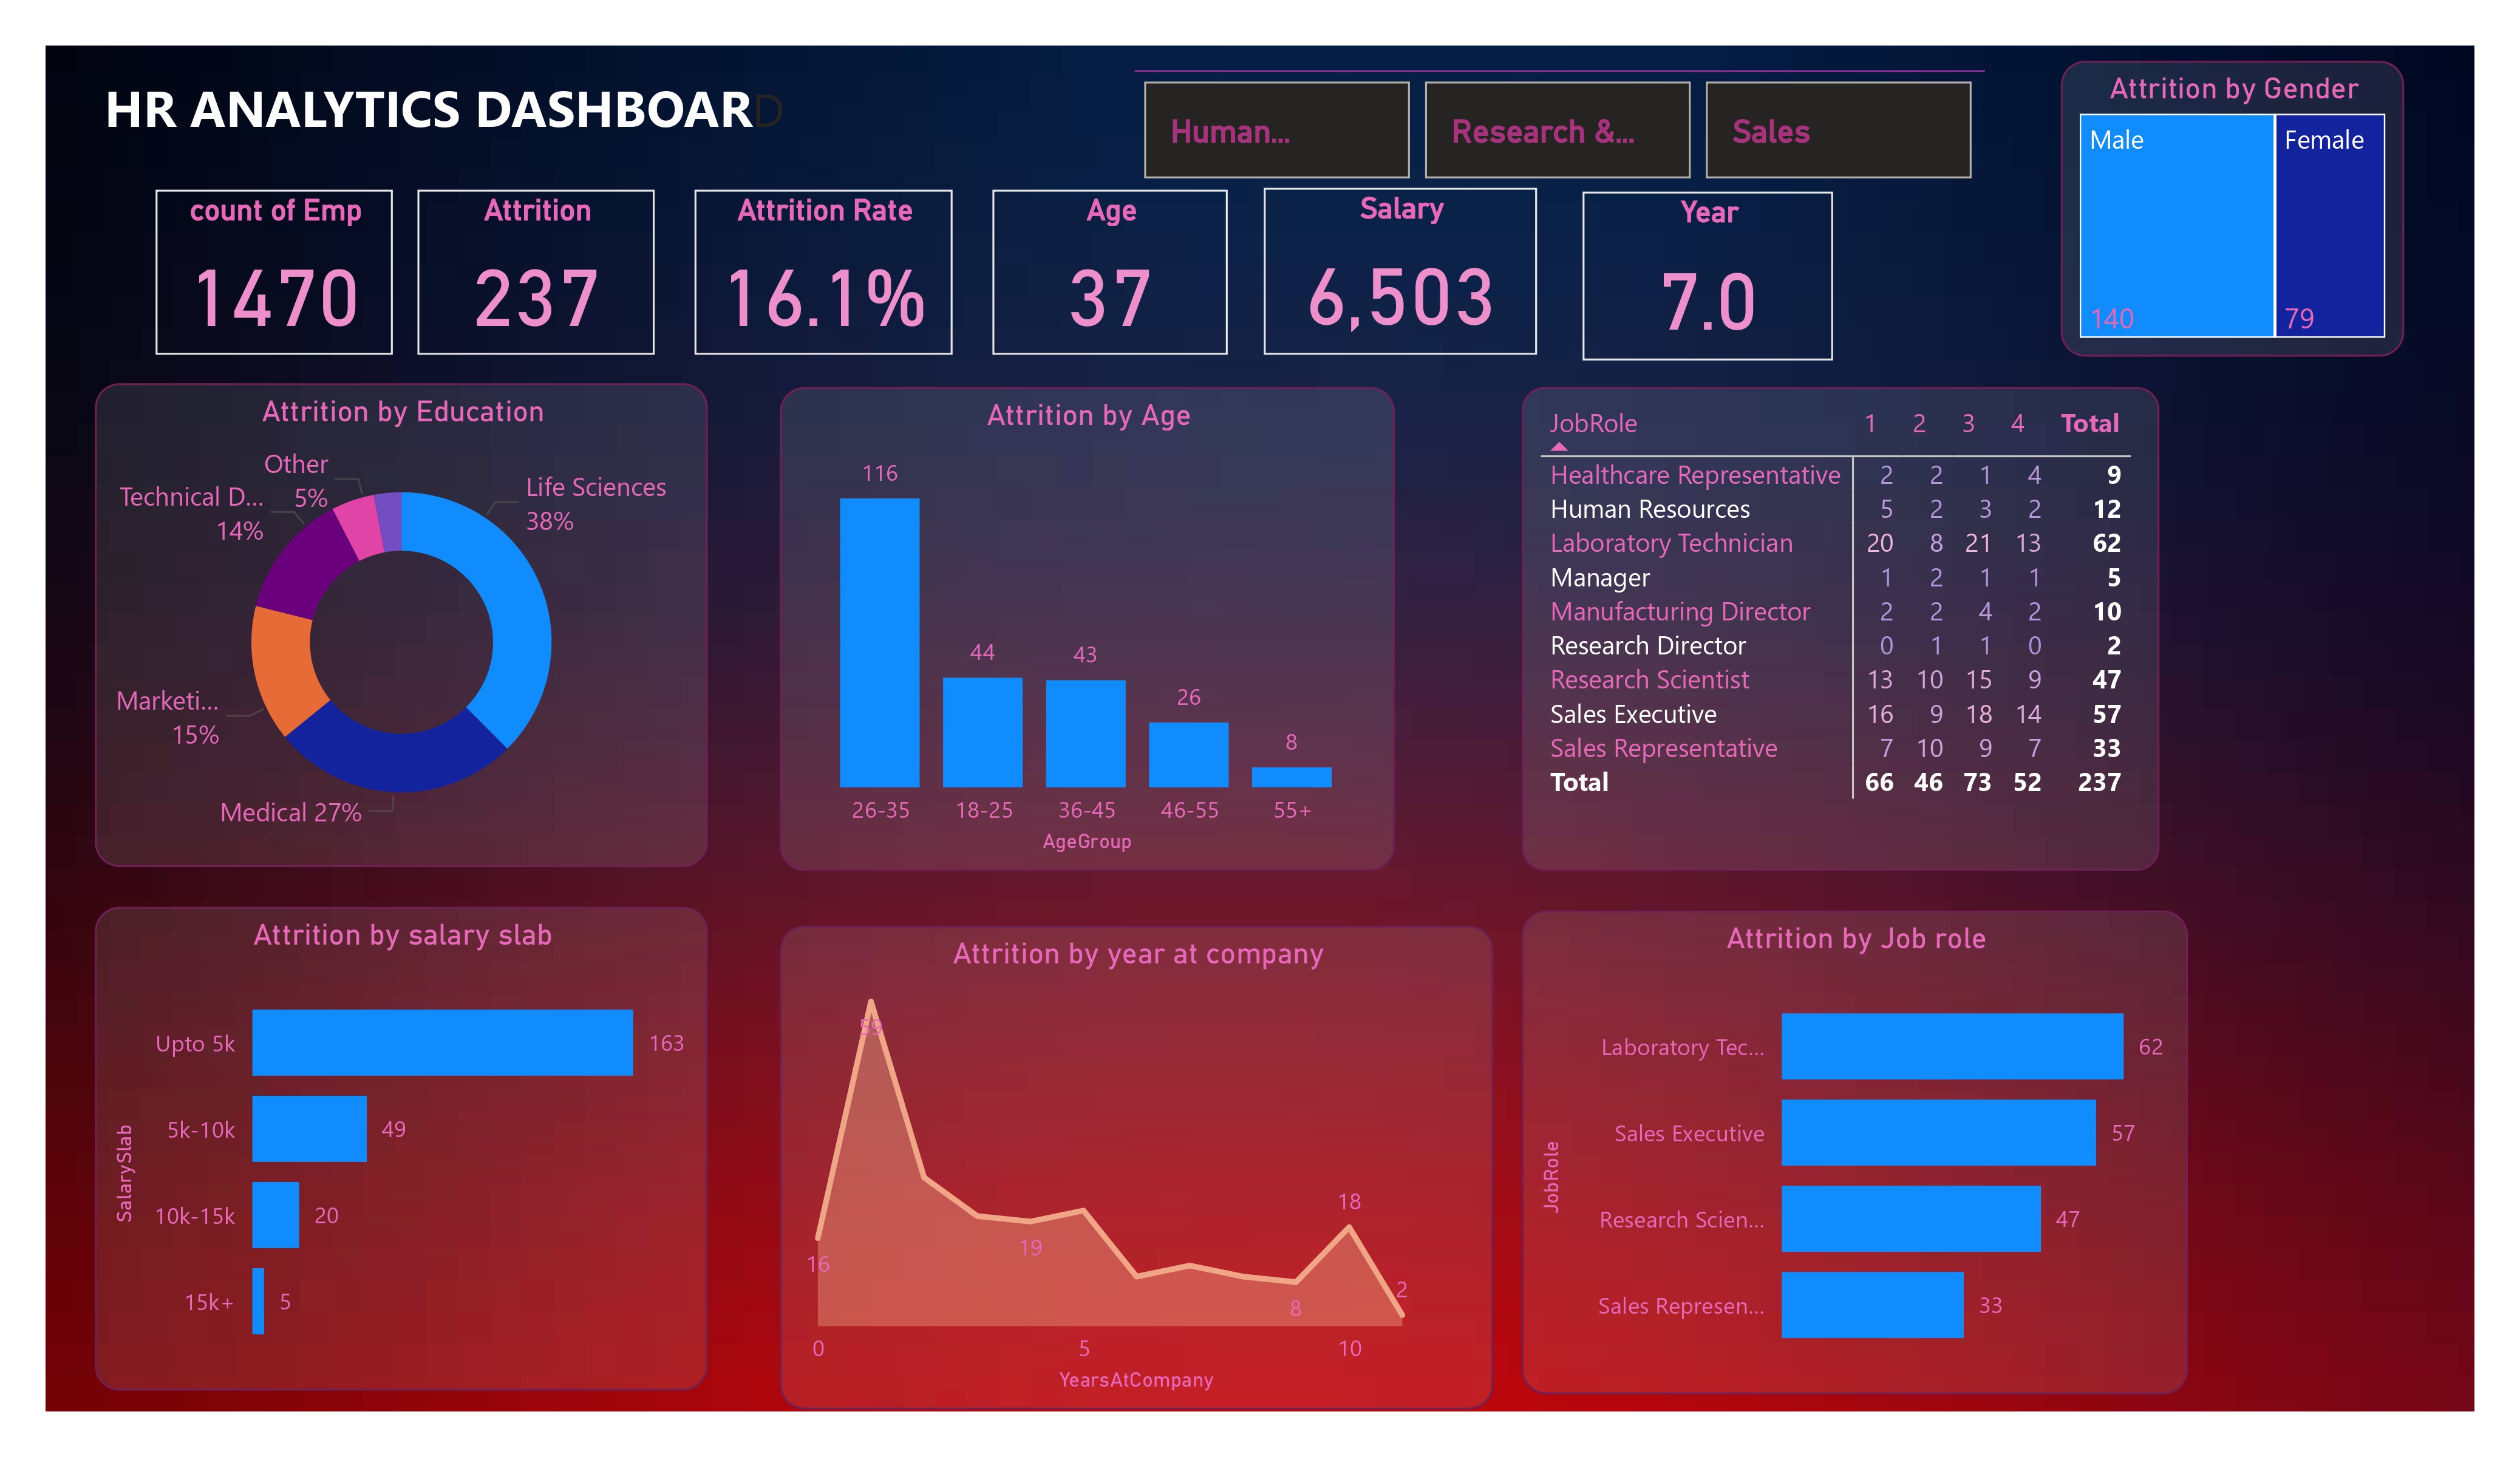 HR ANALYTICS DASHBOARD
Human...
Research &...
Sales
Attrition by Gender
Male
Female
140
79
count of Emp
1470
Attrition
237
Attrition Rate
16.1%
Age
37
Salary
6,503
Year
7.0
Attrition by Education
Other
5%
Technical D...
14%
Life Sciences
38%
Marketi...
15%
Medical 27%
Attrition by Age
116
44
43
26
8
26-35 18-25 36-45 46-55 55+
AgeGroup
JobRole 1 2 3 4 Total
Healthcare Representative 2 2 1 4 9
Human Resources 5 2 3 2 12
Laboratory Technician 20 8 21 13 62
Manager 1 2 1 1 5
Manufacturing Director 2 2 4 2 10
Research Director 0 1 1 0 2
Research Scientist 13 10 15 9 47
Sales Executive 16 9 18 14 57
Sales Representative 7 10 9 7 33
Total 66 46 73 52 237
Attrition by salary slab
SalarySlab
Upto 5k 163
5k-10k 49
10k-15k 20
15k+ 5
Attrition by year at company
59
16
19
8
18
2
0 5 10
YearsAtCompany
Attrition by Job role
JobRole
Laboratory Tec... 62
Sales Executive 57
Research Scien... 47
Sales Represen... 33